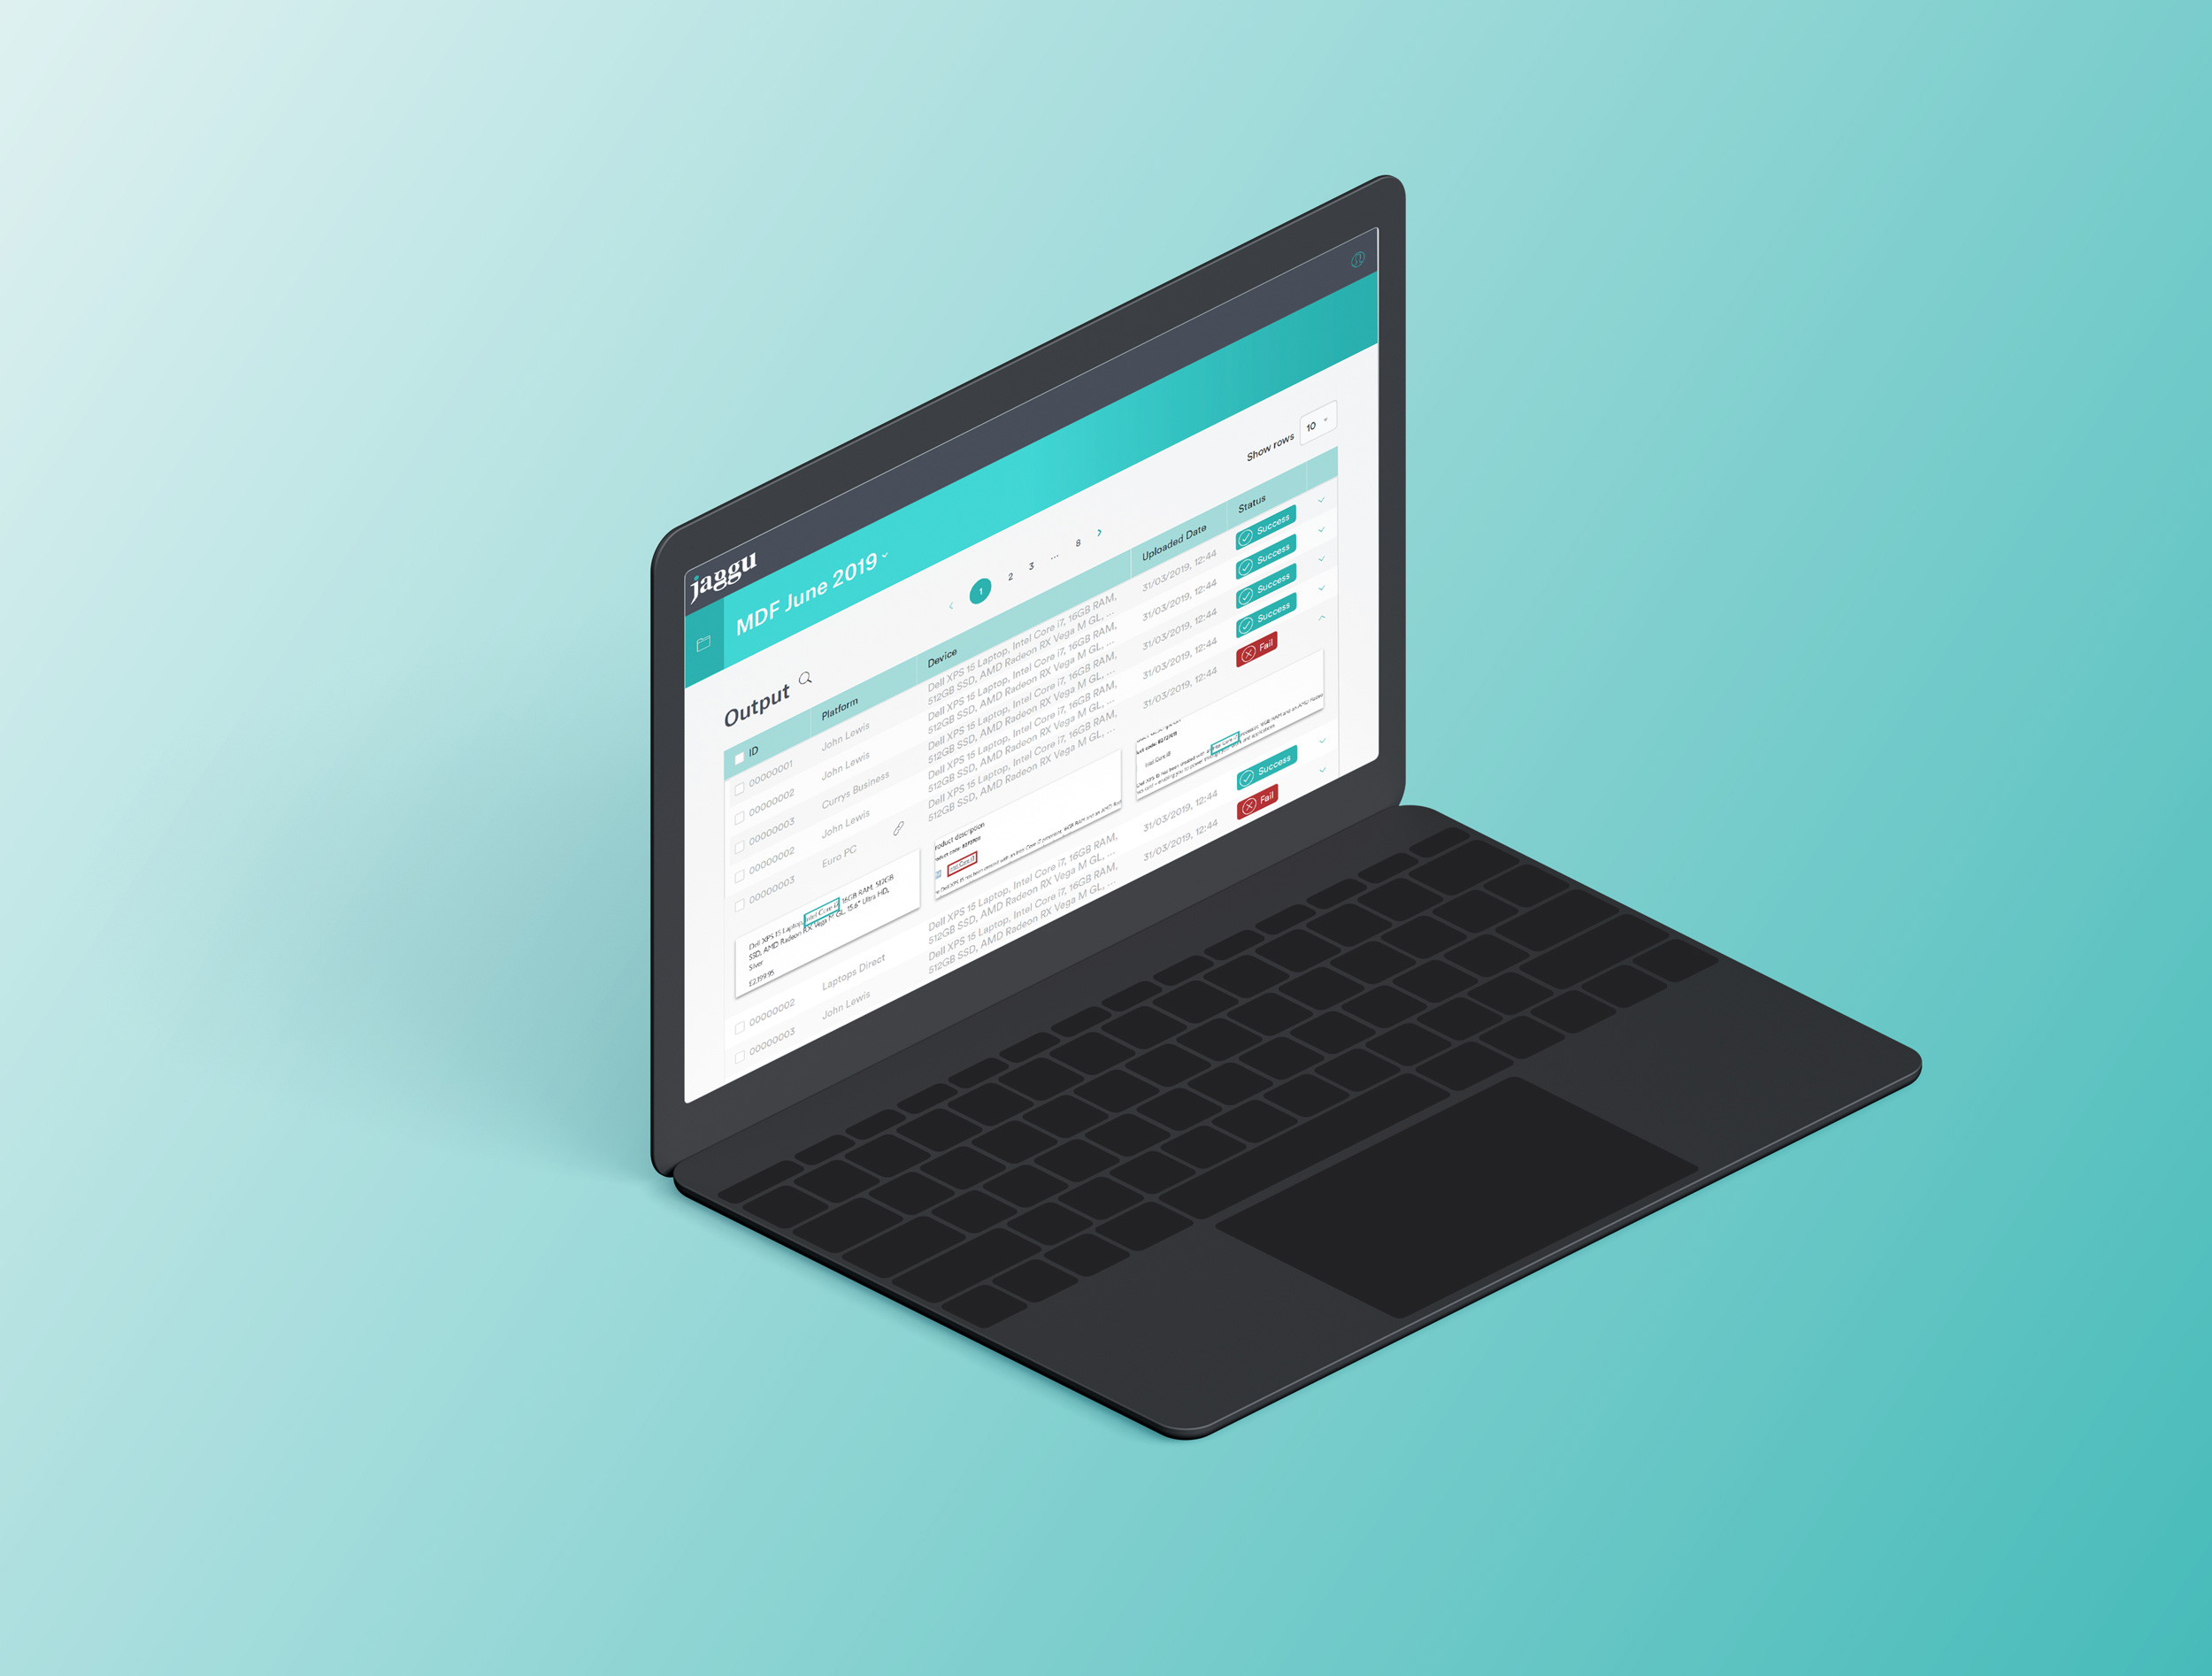 jaggu
MDF June 2019
Output
1 2 3 ... 8
Show rows 10
ID Platform Device Uploaded Date Status
00000001 John Lewis Dell XPS 15 Laptop, Intel Core i7, 16GB RAM, 31/03/2019, 12:44 Success
512GB SSD, AMD Radeon RX Vega M GL, ...
00000002 John Lewis Dell XPS 15 Laptop, Intel Core i7, 16GB RAM, 31/03/2019, 12:44 Success
512GB SSD, AMD Radeon RX Vega M GL, ...
00000003 Currys Business Dell XPS 15 Laptop, Intel Core i7, 16GB RAM, 31/03/2019, 12:44 Success
512GB SSD, AMD Radeon RX Vega M GL, ...
00000002 John Lewis Dell XPS 15 Laptop, Intel Core i7, 16GB RAM, 31/03/2019, 12:44 Success
512GB SSD, AMD Radeon RX Vega M GL, ...
00000003 Euro PC Dell XPS 15 Laptop, Intel Core i7, 16GB RAM, 31/03/2019, 12:44 Fail
512GB SSD, AMD Radeon RX Vega M GL, ...
Dell XPS 15 Laptop, Intel Core 16GB RAM, 512GB
SSD, AMD Radeon RX Vega M GL, 15.6" Ultra HD,
Silver
£2,199.95
roduct description
Intel Core i3
Intel Core i3
00000002 Laptops Direct Dell XPS 15 Laptop, Intel Core i7, 16GB RAM, 31/03/2019, 12:44 Success
512GB SSD, AMD Radeon RX Vega M GL, ...
00000003 John Lewis Dell XPS 15 Laptop, Intel Core i7, 16GB RAM, 31/03/2019, 12:44 Fail
512GB SSD, AMD Radeon RX Vega M GL, ...